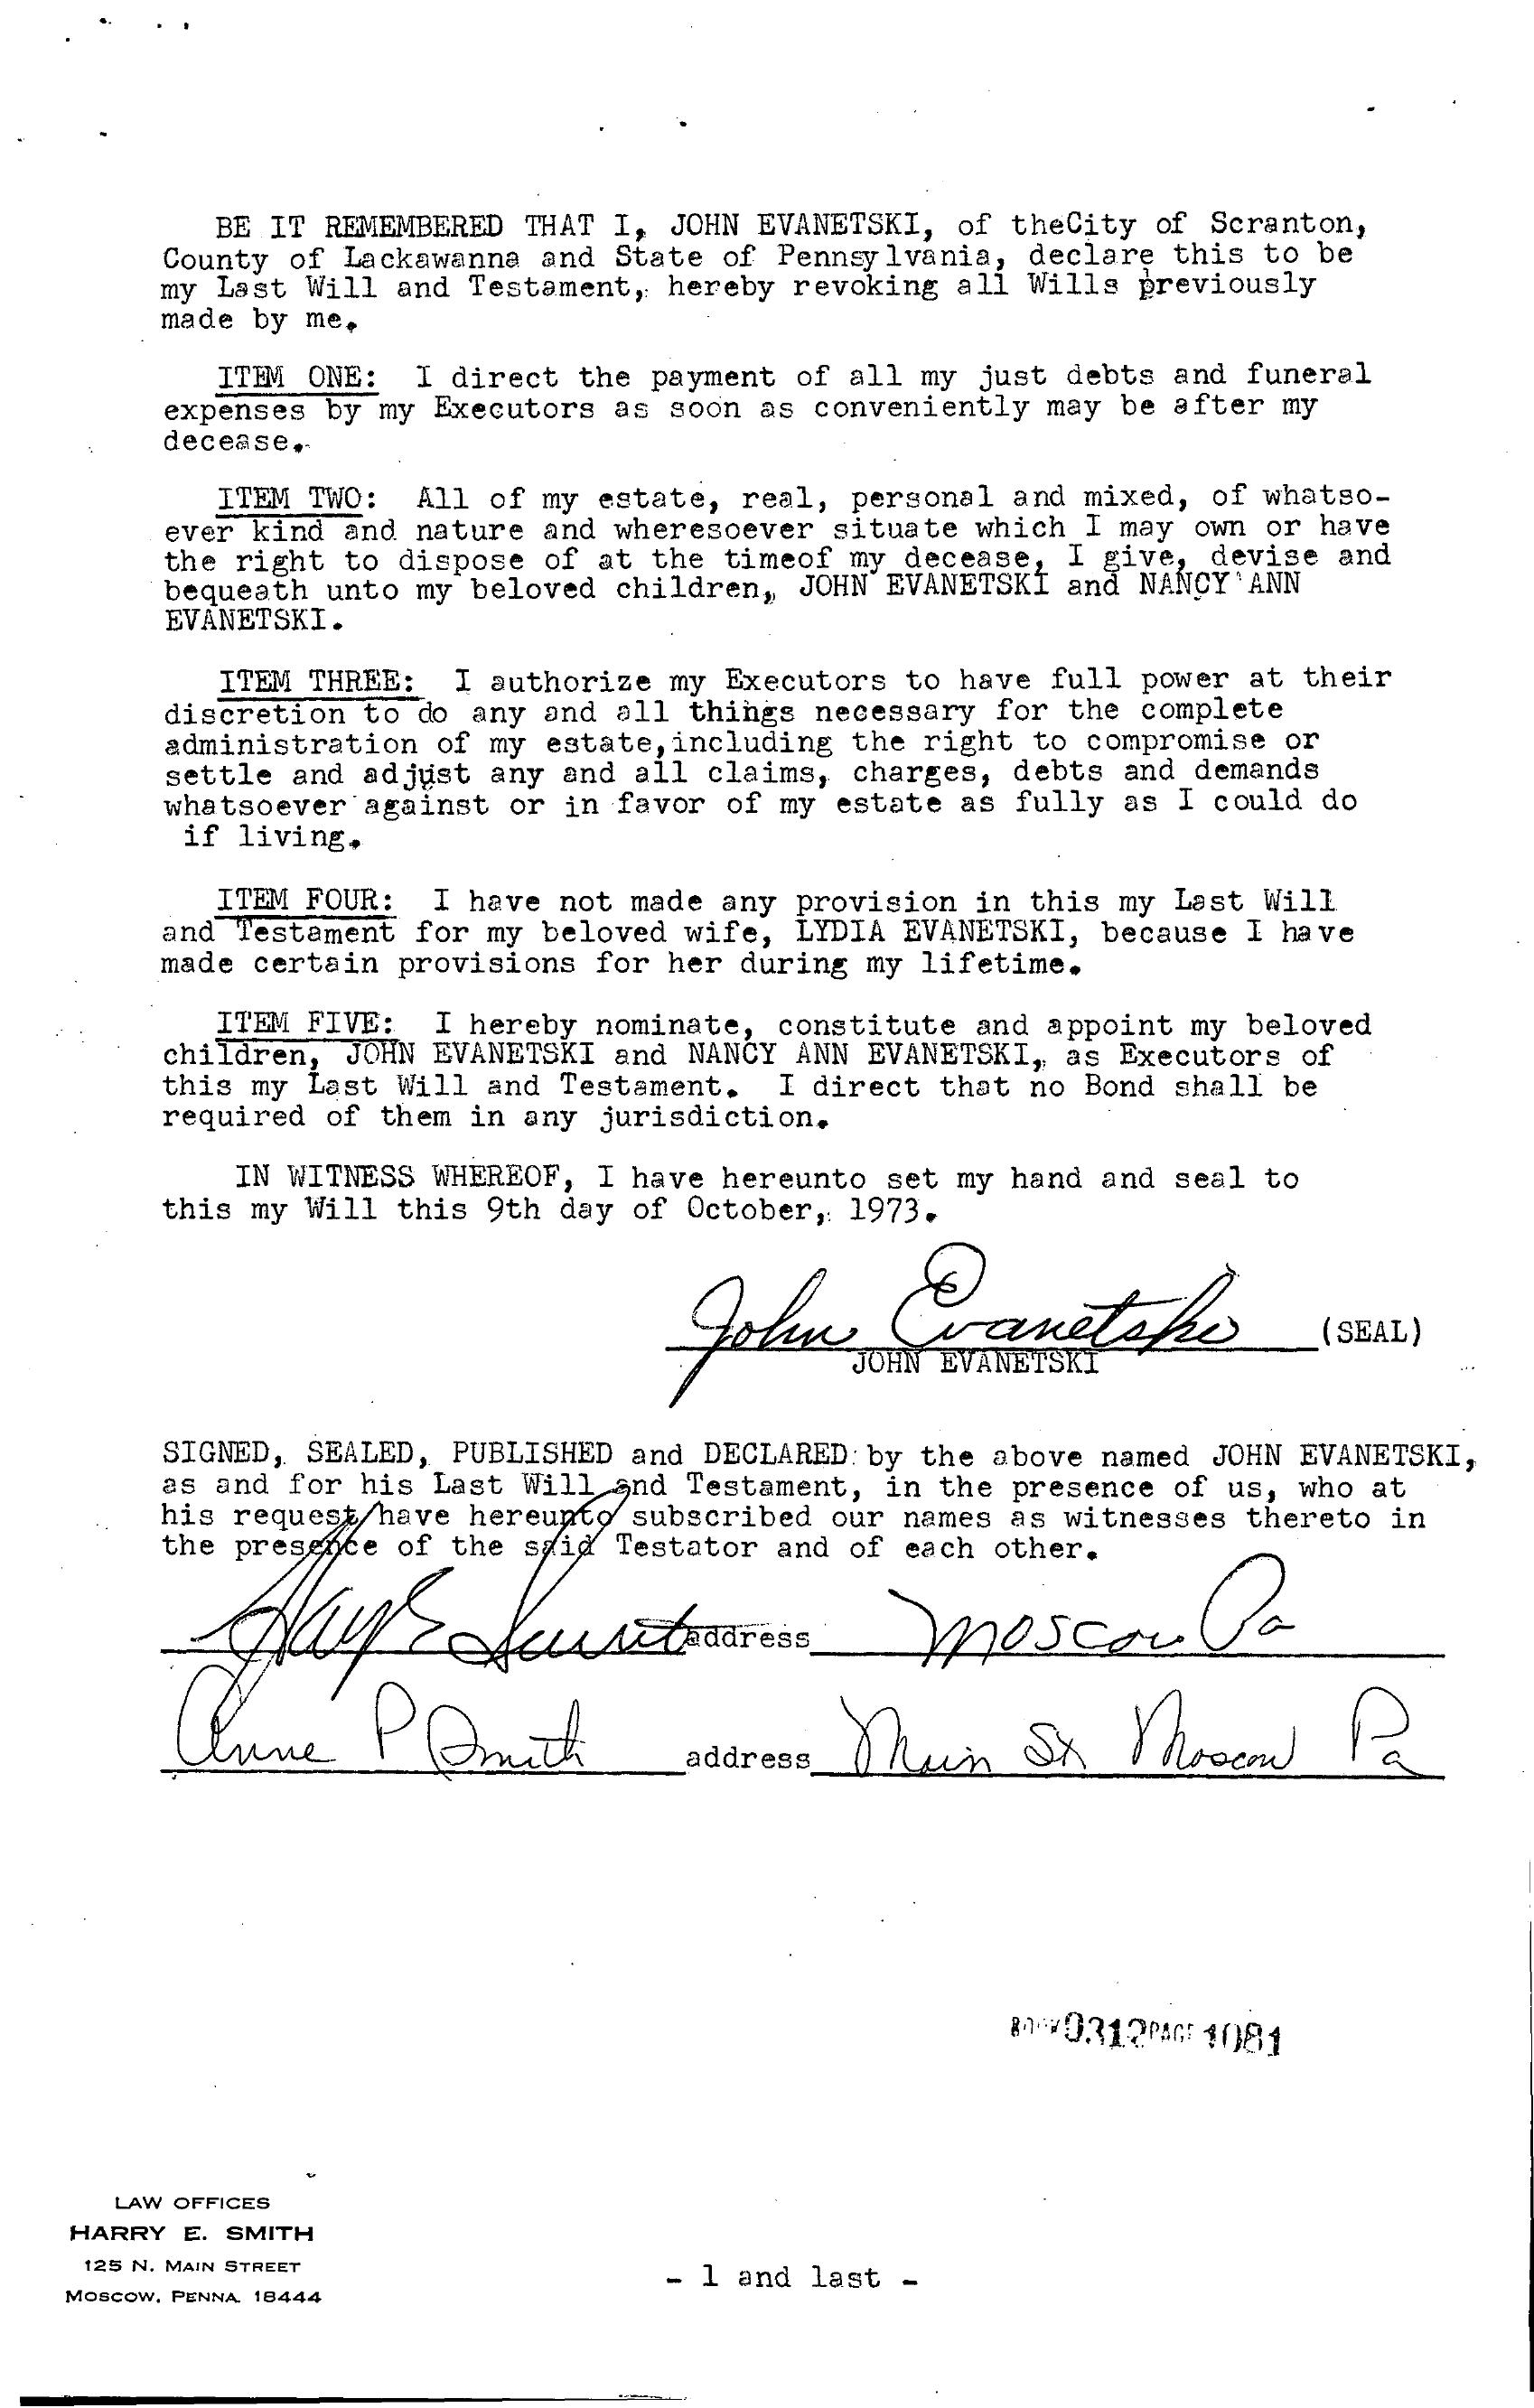 BE IT REMEMBERED THAT I, JOHN EVANETSKI, of theCity of Scranton,
County of Lackawanna and State of Pennsylvania, declare this to be
my Last Will and Testament, hereby revoking all Wills previously
made by me.
ITEM ONE: I direct the payment of all my just debts and funeral
expenses by my Executors as soon as conveniently may be after my
decease.
ITEM TWO: All of my estate, real, personal and mixed, of whatso-
ever kind and nature and wheresoever situate which I may own or have
the right to dispose of at the timeof my decease, I give, devise and
bequeath unto my beloved children, JOHN EVANETSKI and NANCY ANN
EVANETSKI.
ITEM THREE: I authorize my Executors to have full power at their
discretion to do any and all things necessary for the complete
administration of my estate,including the right to compromise or
settle and adjust any and all claims, charges, debts and demands
whatsoever against or in favor of my estate as fully as I could do
if living.
ITEM FOUR: I have not made any provision in this my Last Will
and Testament for my beloved wife, LYDIA EVANETSKI, because I have
made certain provisions for her during my lifetime.
ITEM FIVE: I hereby nominate, constitute and appoint my beloved
children, JOHN EVANETSKI and NANCY ANN EVANETSKI, as Executors of
this my Last Will and Testament. I direct that no Bond shall be
required of them in any jurisdiction.
IN WITNESS WHEREOF, I have hereunto set my hand and seal to
this my Will this 9th day of October, 1973.
John Evanetski (SEAL)
JOHN EVANETSKI
SIGNED, SEALED, PUBLISHED and DECLARED by the above named JOHN EVANETSKI,
as and for his Last Will and Testament, in the presence of us, who at
his request have hereunto subscribed our names as witnesses thereto in
the presence of the said Testator and of each other.
address Moscow Pa
Anne P Smith address Main St Moscow Pa
BOOK 0312 PAGE 1081
LAW OFFICES
HARRY E. SMITH
125 N. MAIN STREET
MOSCOW, PENNA. 18444
- 1 and last -